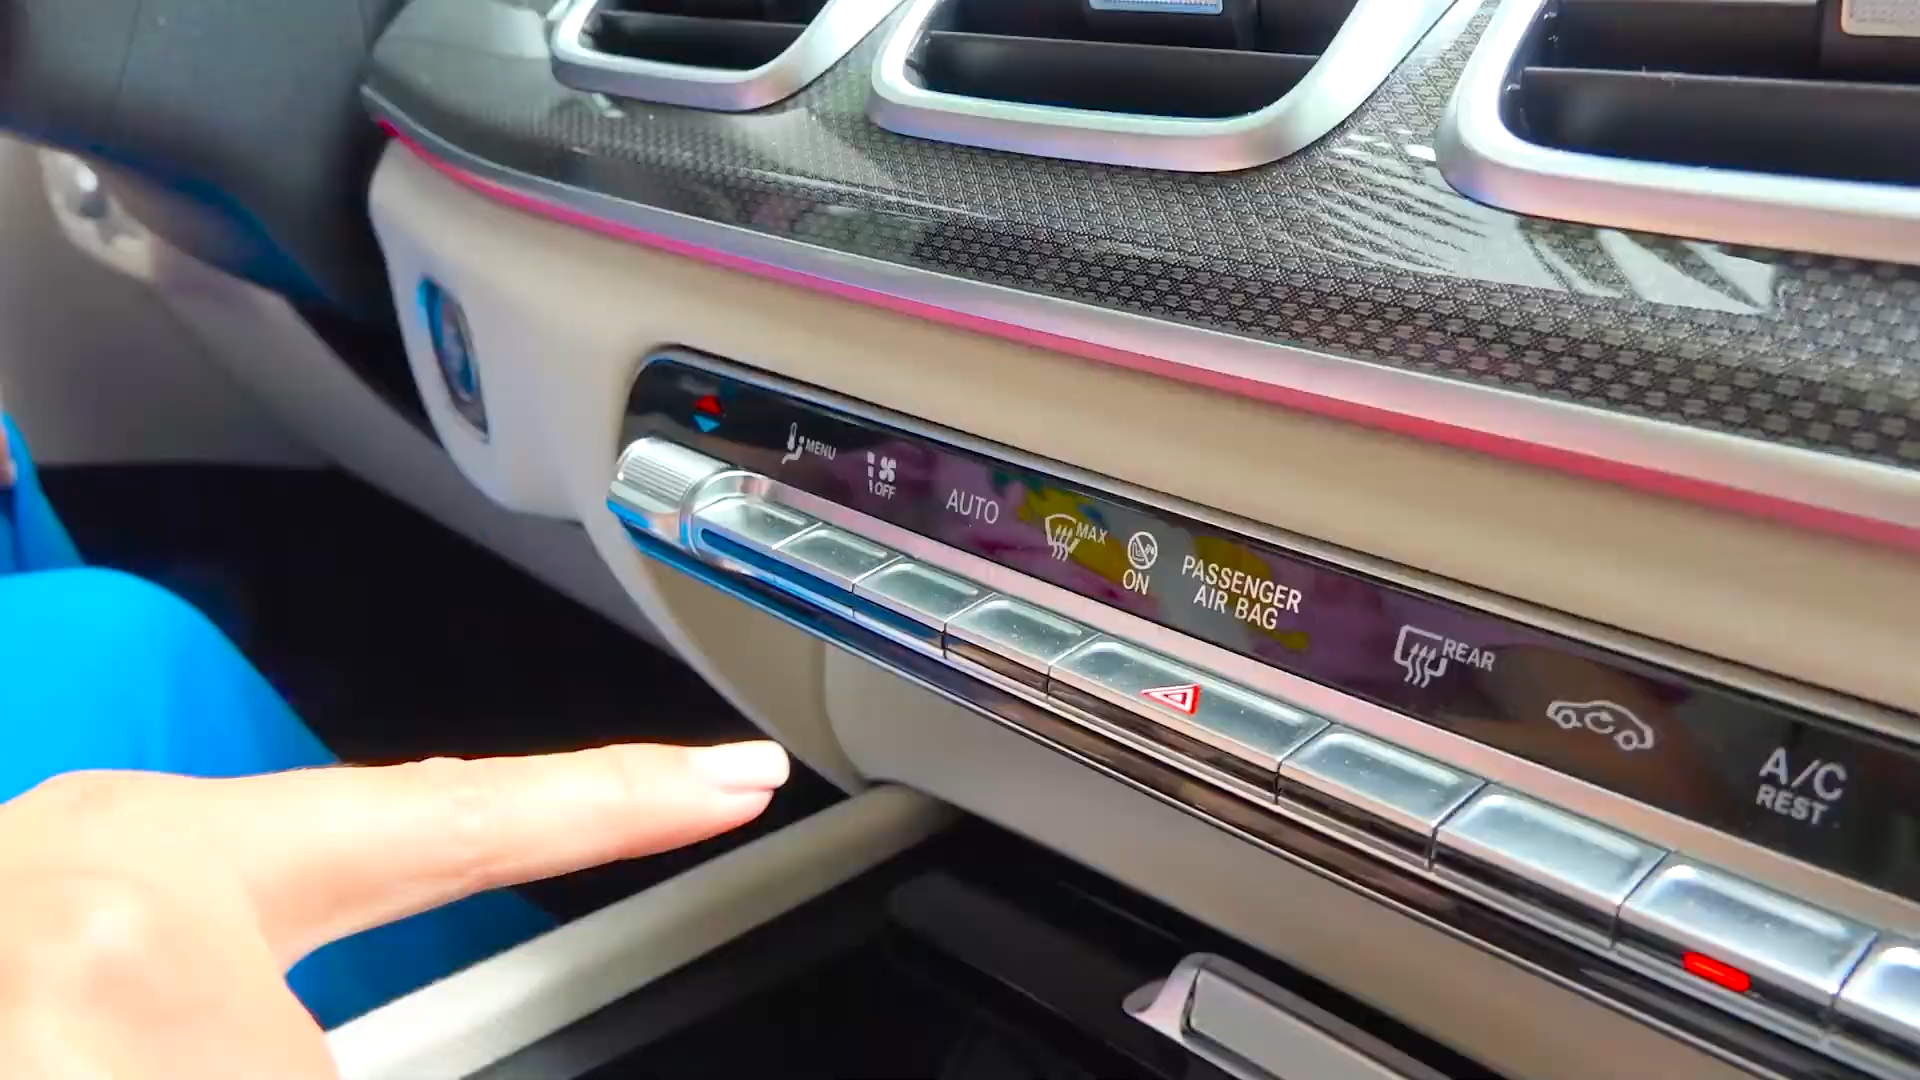 MENU
OFF
AUTO
MAX
ON
PASSENGER
AIR BAG
REAR
A/C
REST